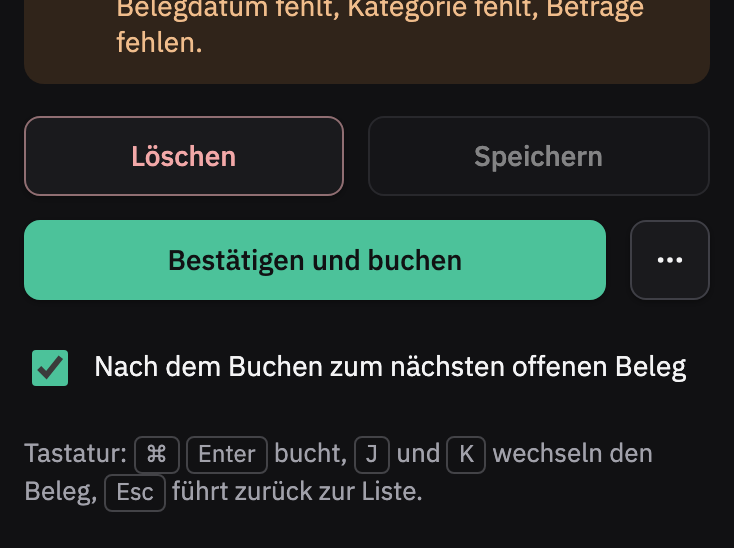 Belegdatum fehlt, Kategorie fehlt, Beträge
fehlen.
Löschen
Speichern
Bestätigen und buchen
...
Nach dem Buchen zum nächsten offenen Beleg
Tastatur: ⌘ Enter bucht, J und K wechseln den
Beleg, Esc führt zurück zur Liste.